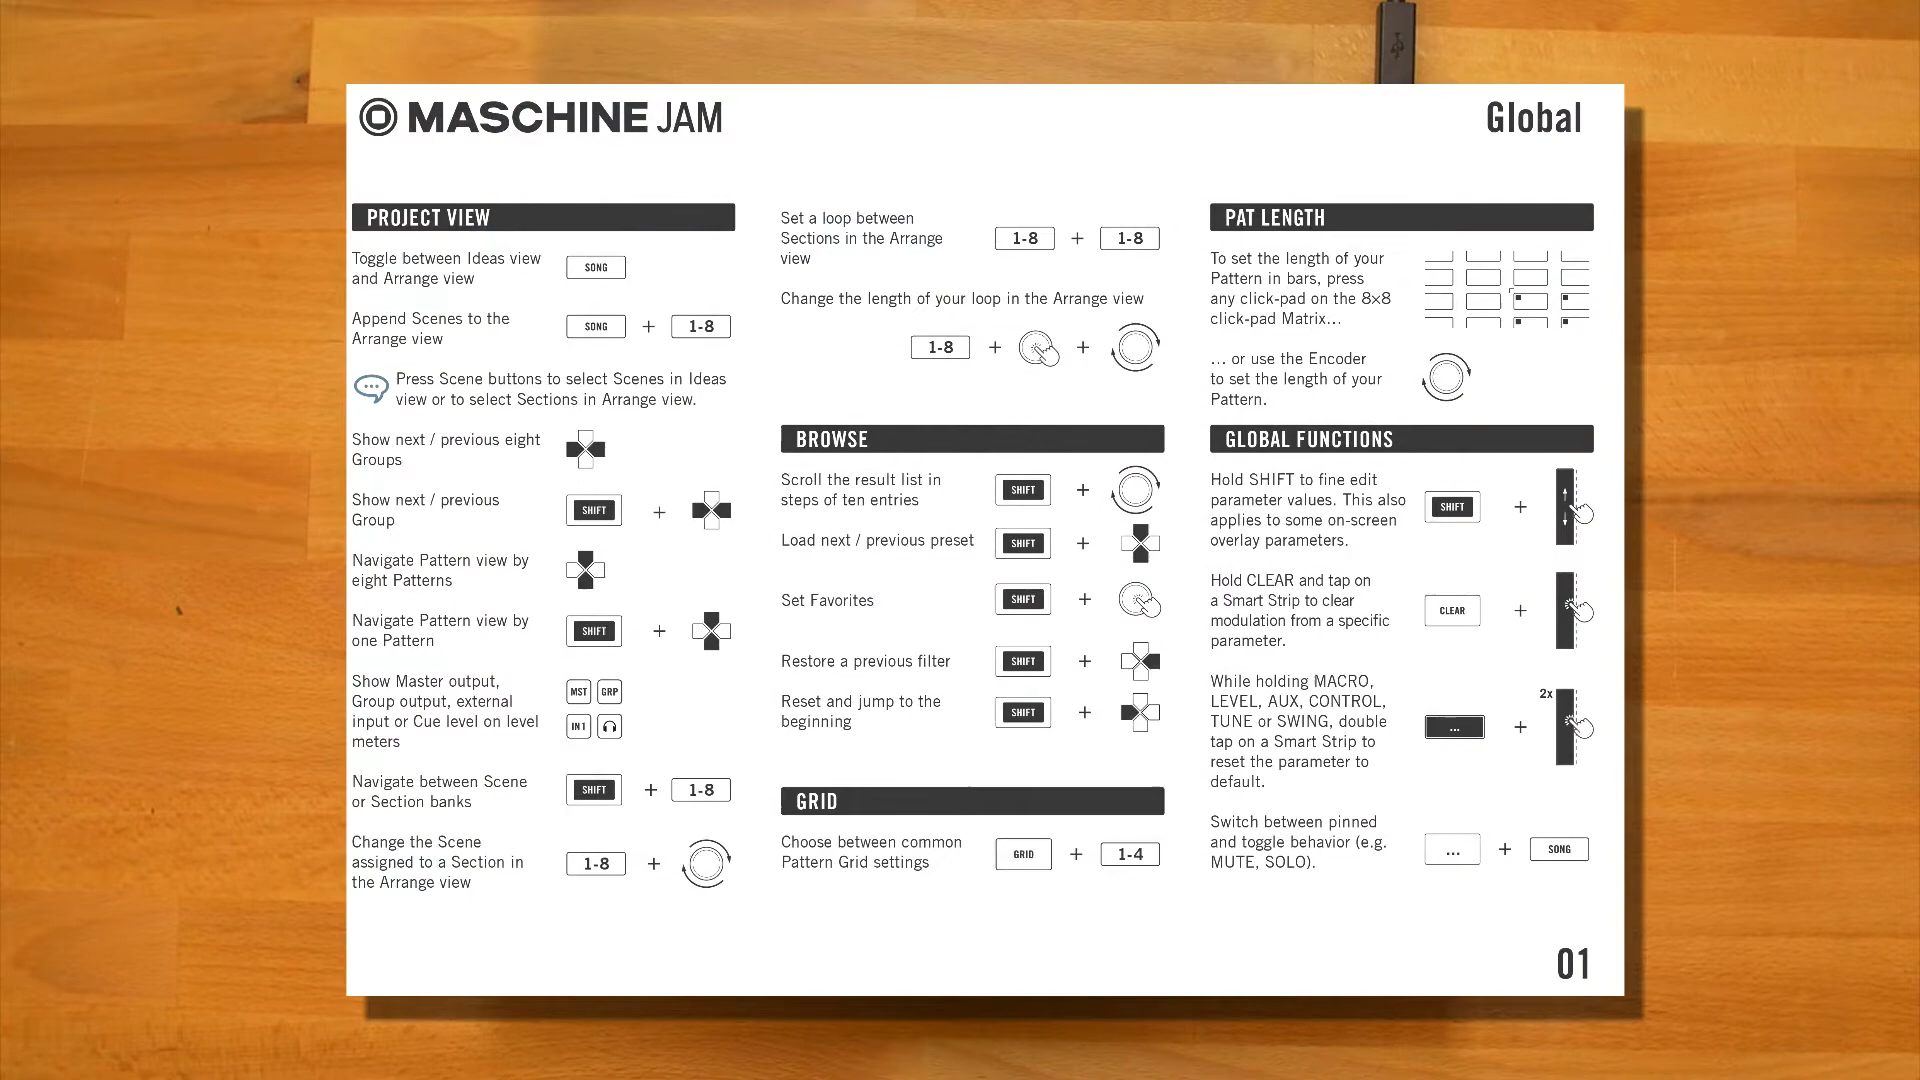 MASCHINE JAM
Global
PROJECT VIEW
Toggle between Ideas view
and Arrange view
SONG
Append Scenes to the
Arrange view
SONG + 1-8
Press Scene buttons to select Scenes in Ideas
view or to select Sections in Arrange view.
Show next / previous eight
Groups
Show next / previous
Group
SHIFT +
Navigate Pattern view by
eight Patterns
Navigate Pattern view by
one Pattern
SHIFT +
Show Master output,
Group output, external
input or Cue level on level
meters
MST GRP
IN 1
Navigate between Scene
or Section banks
SHIFT + 1-8
Change the Scene
assigned to a Section in
the Arrange view
1-8 +
Set a loop between
Sections in the Arrange
view
1-8 + 1-8
Change the length of your loop in the Arrange view
1-8 + +
BROWSE
Scroll the result list in
steps of ten entries
SHIFT +
Load next / previous preset
SHIFT +
Set Favorites
SHIFT +
Restore a previous filter
SHIFT +
Reset and jump to the
beginning
SHIFT +
GRID
Choose between common
Pattern Grid settings
GRID + 1-4
PAT LENGTH
To set the length of your
Pattern in bars, press
any click-pad on the 8×8
click-pad Matrix...
... or use the Encoder
to set the length of your
Pattern.
GLOBAL FUNCTIONS
Hold SHIFT to fine edit
parameter values. This also
applies to some on-screen
overlay parameters.
SHIFT +
Hold CLEAR and tap on
a Smart Strip to clear
modulation from a specific
parameter.
CLEAR +
While holding MACRO,
LEVEL, AUX, CONTROL,
TUNE or SWING, double
tap on a Smart Strip to
reset the parameter to
default.
... + 2x
Switch between pinned
and toggle behavior (e.g.
MUTE, SOLO).
... + SONG
01